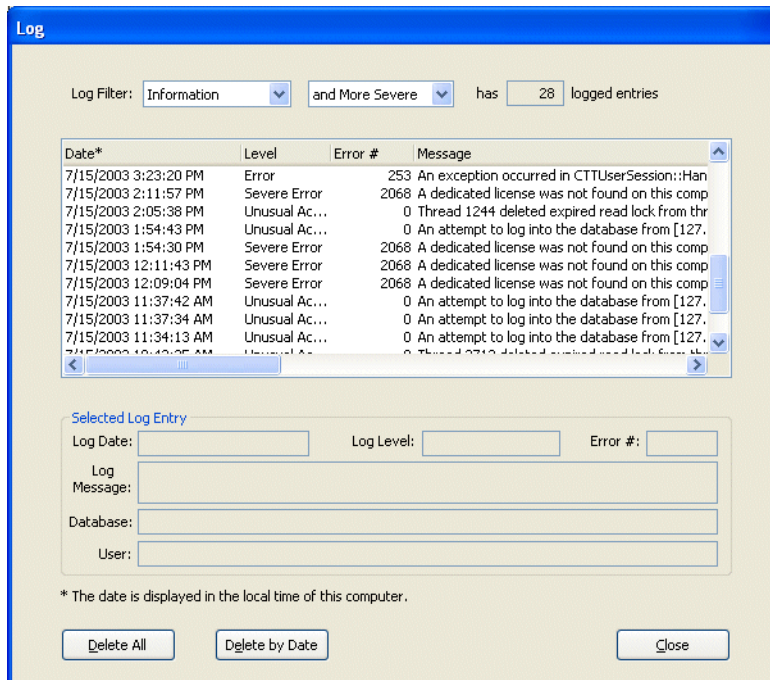 Log
Log Filter: Information and More Severe has 28 logged entries
Date* Level Error # Message
7/15/2003 3:23:20 PM Error 253 An exception occurred in CTTUserSession::Han
7/15/2003 2:11:57 PM Severe Error 2068 A dedicated license was not found on this comp
7/15/2003 2:05:38 PM Unusual Ac... 0 Thread 1244 deleted expired read lock from thr
7/15/2003 1:54:43 PM Unusual Ac... 0 An attempt to log into the database from [127.
7/15/2003 1:54:30 PM Severe Error 2068 A dedicated license was not found on this comp
7/15/2003 12:11:43 PM Severe Error 2068 A dedicated license was not found on this comp
7/15/2003 12:09:04 PM Severe Error 2068 A dedicated license was not found on this comp
7/15/2003 11:37:42 AM Unusual Ac... 0 An attempt to log into the database from [127.
7/15/2003 11:37:34 AM Unusual Ac... 0 An attempt to log into the database from [127.
7/15/2003 11:34:13 AM Unusual Ac... 0 An attempt to log into the database from [127.
Selected Log Entry
Log Date: Log Level: Error #:
Log
Message:
Database:
User:
* The date is displayed in the local time of this computer.
Delete All Delete by Date Close